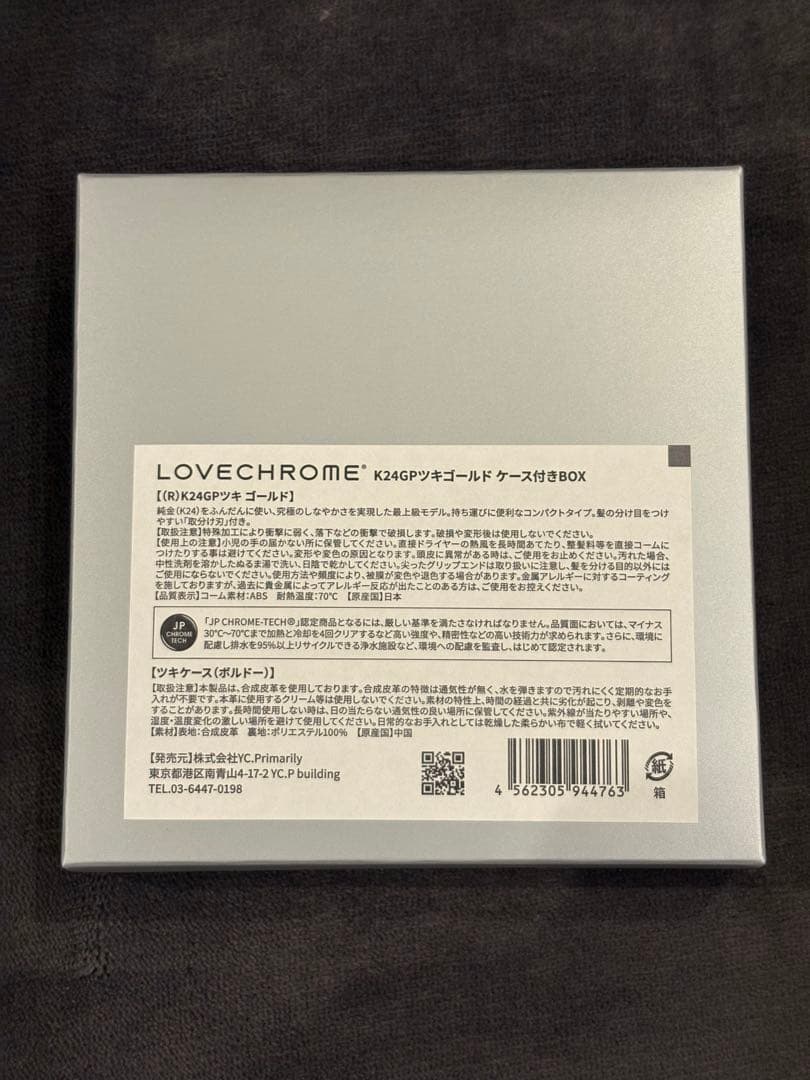 LOVECHROME® K24GPツキゴールド ケース付きBOX
【(R)K24GPツキ ゴールド】
純金(K24)をふんだんに使い、究極のしなやかさを実現した最上級モデル。持ち運びに便利なコンパクトタイプ。髪の分け目をつけ
やすい「取分け刃」付き。
【取扱注意】特殊加工により衝撃に弱く、落下などの衝撃で破損します。破損や変形後は使用しないでください。
【使用上の注意】小児の手の届かない所に保管してください。直接ドライヤーの熱風を長時間あてたり、整髪料等を直接コームに
つけたりする事は避けてください。変形や変色の原因となります。頭皮に異常がある時は、ご使用をお止めください。汚れた場合、
中性洗剤を溶かしたぬるま湯で洗い、日陰で乾かしてください。尖ったグリップエンドは取り扱いに注意し、髪を分ける目的以外には
ご使用にならないでください。使用方法や頻度により、被膜が変色や退色する場合があります。金属アレルギーに対するコーティング
を施しておりますが、過去に貴金属によってアレルギー反応が出たことのある方は、ご使用をお控えください。
【品質表示】コーム素材:ABS 耐熱温度:70℃ 【原産国】日本
JP
CHROME
TECH
「JP CHROME-TECH®」認定商品となるには、厳しい基準を満たさなければなりません。品質面においては、マイナス
30℃〜70℃まで加熱と冷却を4回クリアするなど高い強度や、精密性などの高い技術力が求められます。さらに、環境に
配慮し排水を95%以上リサイクルできる浄水施設など、環境への配慮を監査し、はじめて認定されます。
【ツキケース(ボルドー)】
【取扱注意】本製品は、合成皮革を使用しております。合成皮革の特徴は通気性が無く、水を弾きますので汚れにくく定期的なお手
入れが不要です。本革に使用するクリーム等は使用しないでください。素材の特性上、時間の経過と共に劣化が起こり、剥離や変色を
することがあります。長時間使用しない時は、日の当たらない通気性の良い場所に保管してください。紫外線が当たりやすい場所や、
湿度・温度変化の激しい場所を避けて使用してください。日常的なお手入れとしては乾燥した柔らかい布で軽く拭いてください。
【素材】表地:合成皮革 裏地:ポリエステル100% 【原産国】中国
【発売元】株式会社YC.Primarily
東京都港区南青山4-17-2 YC.P building
TEL.03-6447-0198
4 562305 944763
紙
箱